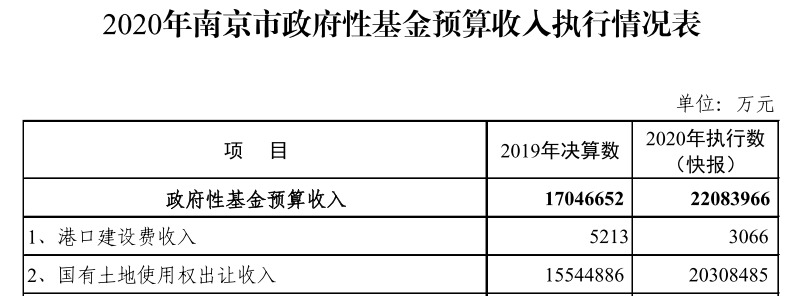 2020年南京市政府性基金预算收入执行情况表
单位：万元
项 目 2019年决算数 2020年执行数
（快报）
政府性基金预算收入 17046652 22083966
1、港口建设费收入 5213 3066
2、国有土地使用权出让收入 15544886 20308485